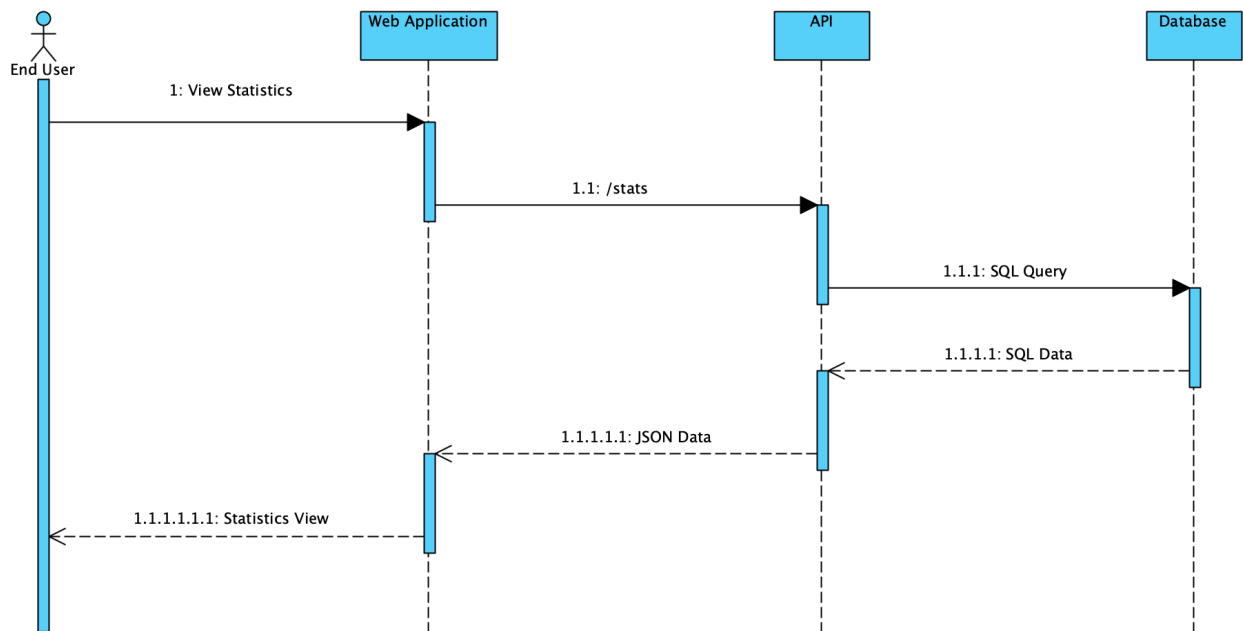 Web Application
API
Database
End User
1: View Statistics
1.1: /stats
1.1.1: SQL Query
1.1.1.1: SQL Data
1.1.1.1.1: JSON Data
1.1.1.1.1.1: Statistics View